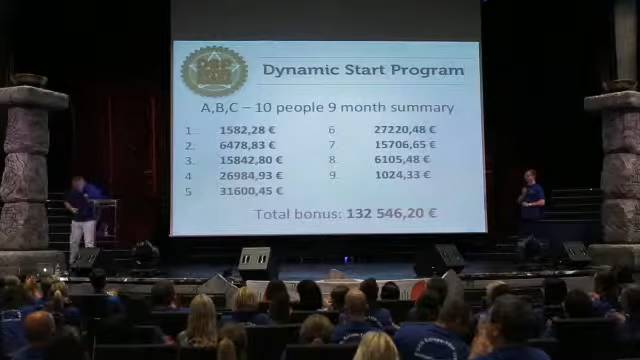 Dynamic Start Program
A,B,C – 10 people 9 month summary
1. 1582,28 €
2. 6478,83 €
3. 15842,80 €
4 26984,93 €
5 31600,45 €
6 27220,48 €
7 15706,65 €
8. 6105,48 €
9. 1024,33 €
Total bonus: 132 546,20 €